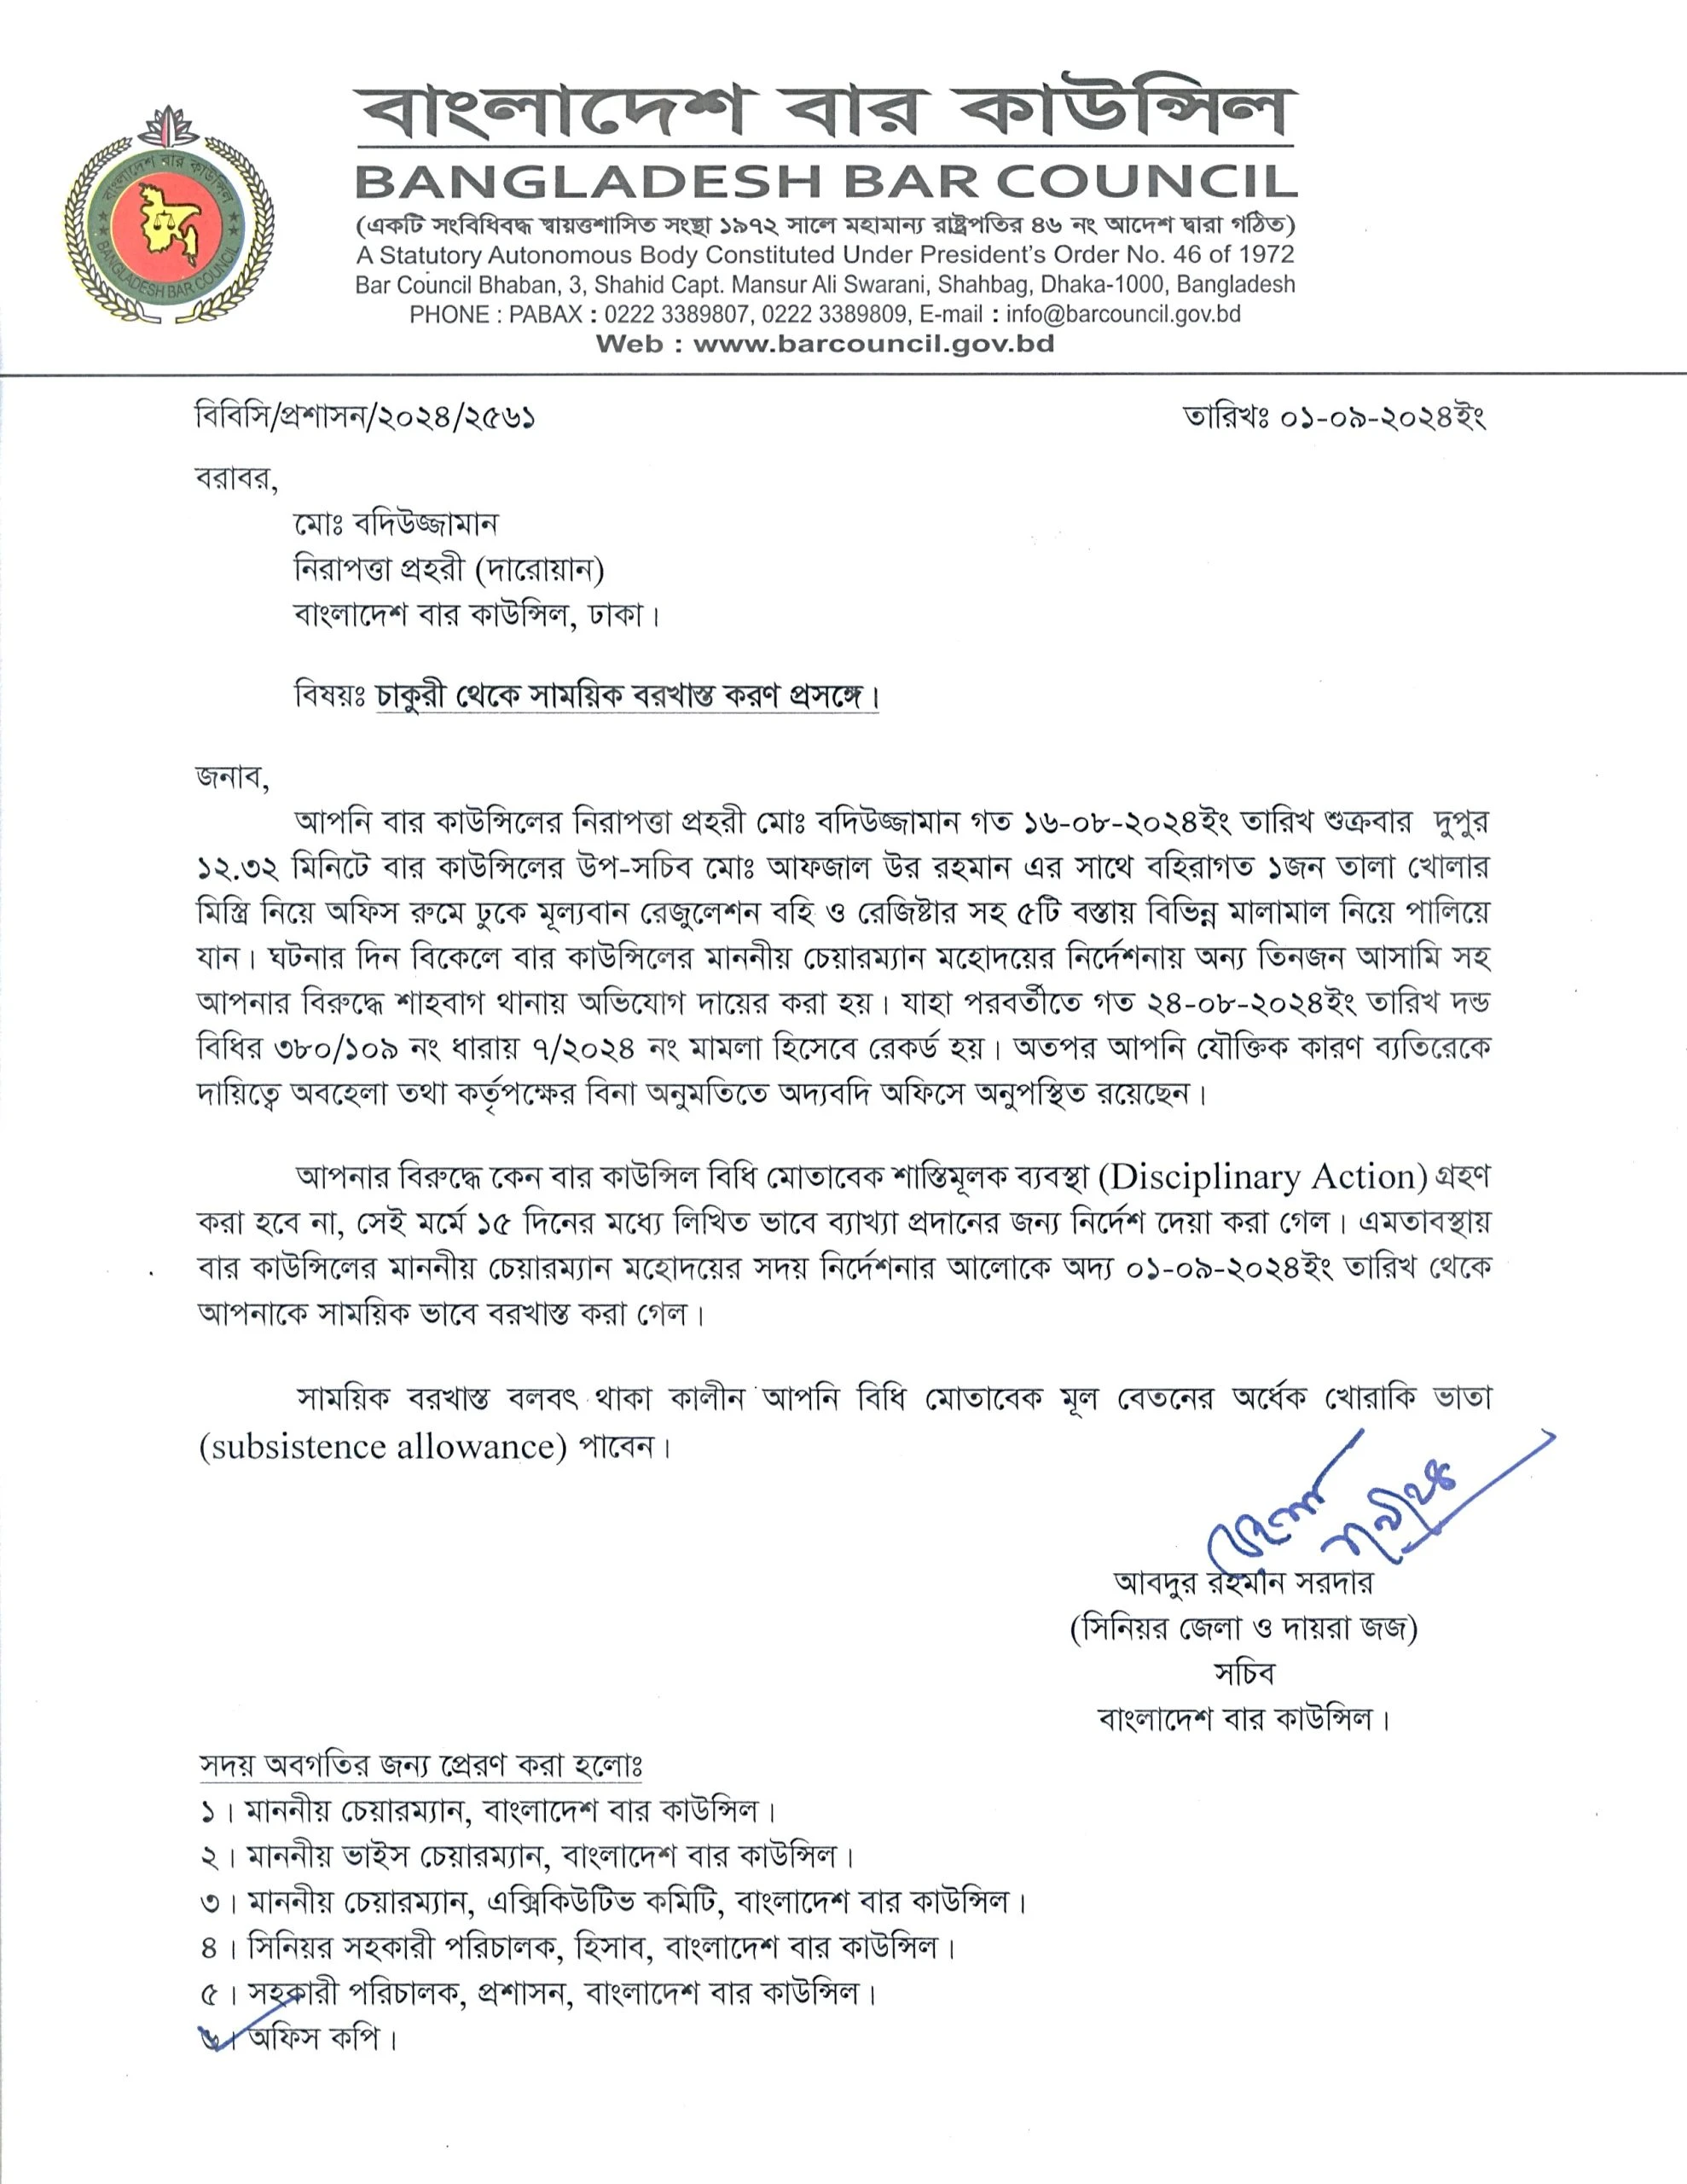 বাংলাদেশ বার কাউন্সিল
BANGLADESH BAR COUNCIL
(একটি সংবিধিবদ্ধ স্বায়ত্তশাসিত সংস্থা ১৯৭২ সালে মহামান্য রাষ্ট্রপতির ৪৬ নং আদেশ দ্বারা গঠিত)
A Statutory Autonomous Body Constituted Under President's Order No. 46 of 1972
Bar Council Bhaban, 3, Shahid Capt. Mansur Ali Swarani, Shahbag, Dhaka-1000, Bangladesh
PHONE : PABAX : 0222 3389807, 0222 3389809, E-mail : info@barcouncil.gov.bd
Web : www.barcouncil.gov.bd
বাংলাদেশ বার কাউন্সিল
BANGLADESH BAR COUNCIL
বিবিসি/প্রশাসন/২০২৪/২৫৬১ তারিখঃ ০১-০৯-২০২৪ইং
বরাবর,
মোঃ বদিউজ্জামান
নিরাপত্তা প্রহরী (দারোয়ান)
বাংলাদেশ বার কাউন্সিল, ঢাকা।
বিষয়ঃ চাকুরী থেকে সাময়িক বরখাস্ত করণ প্রসঙ্গে।
জনাব,
আপনি বার কাউন্সিলের নিরাপত্তা প্রহরী মোঃ বদিউজ্জামান গত ১৬-০৮-২০২৪ইং তারিখ শুক্রবার দুপুর
১২.৩২ মিনিটে বার কাউন্সিলের উপ-সচিব মোঃ আফজাল উর রহমান এর সাথে বহিরাগত ১জন তালা খোলার
মিস্ত্রি নিয়ে অফিস রুমে ঢুকে মূল্যবান রেজুলেশন বহি ও রেজিষ্টার সহ ৫টি বস্তায় বিভিন্ন মালামাল নিয়ে পালিয়ে
যান। ঘটনার দিন বিকেলে বার কাউন্সিলের মাননীয় চেয়ারম্যান মহোদয়ের নির্দেশনায় অন্য তিনজন আসামি সহ
আপনার বিরুদ্ধে শাহবাগ থানায় অভিযোগ দায়ের করা হয়। যাহা পরবর্তীতে গত ২৪-০৮-২০২৪ইং তারিখ দন্ড
বিধির ৩৮০/১০৯ নং ধারায় ৭/২০২৪ নং মামলা হিসেবে রেকর্ড হয়। অতপর আপনি যৌক্তিক কারণ ব্যতিরেকে
দায়িত্বে অবহেলা তথা কর্তৃপক্ষের বিনা অনুমতিতে অদ্যবদি অফিসে অনুপস্থিত রয়েছেন।
আপনার বিরুদ্ধে কেন বার কাউন্সিল বিধি মোতাবেক শাস্তিমূলক ব্যবস্থা (Disciplinary Action) গ্রহণ
করা হবে না, সেই মর্মে ১৫ দিনের মধ্যে লিখিত ভাবে ব্যাখ্যা প্রদানের জন্য নির্দেশ দেয়া করা গেল। এমতাবস্থায়
বার কাউন্সিলের মাননীয় চেয়ারম্যান মহোদয়ের সদয় নির্দেশনার আলোকে অদ্য ০১-০৯-২০২৪ইং তারিখ থেকে
আপনাকে সাময়িক ভাবে বরখাস্ত করা গেল।
সাময়িক বরখাস্ত বলবৎ থাকা কালীন আপনি বিধি মোতাবেক মূল বেতনের অর্ধেক খোরাকি ভাতা
(subsistence allowance) পাবেন।
আবদুর রহমান সরদার
(সিনিয়র জেলা ও দায়রা জজ)
সচিব
বাংলাদেশ বার কাউন্সিল।
সদয় অবগতির জন্য প্রেরণ করা হলোঃ
১। মাননীয় চেয়ারম্যান, বাংলাদেশ বার কাউন্সিল।
২। মাননীয় ভাইস চেয়ারম্যান, বাংলাদেশ বার কাউন্সিল।
৩। মাননীয় চেয়ারম্যান, এক্সিকিউটিভ কমিটি, বাংলাদেশ বার কাউন্সিল।
৪। সিনিয়র সহকারী পরিচালক, হিসাব, বাংলাদেশ বার কাউন্সিল।
৫। সহকারী পরিচালক, প্রশাসন, বাংলাদেশ বার কাউন্সিল।
৬। অফিস কপি।